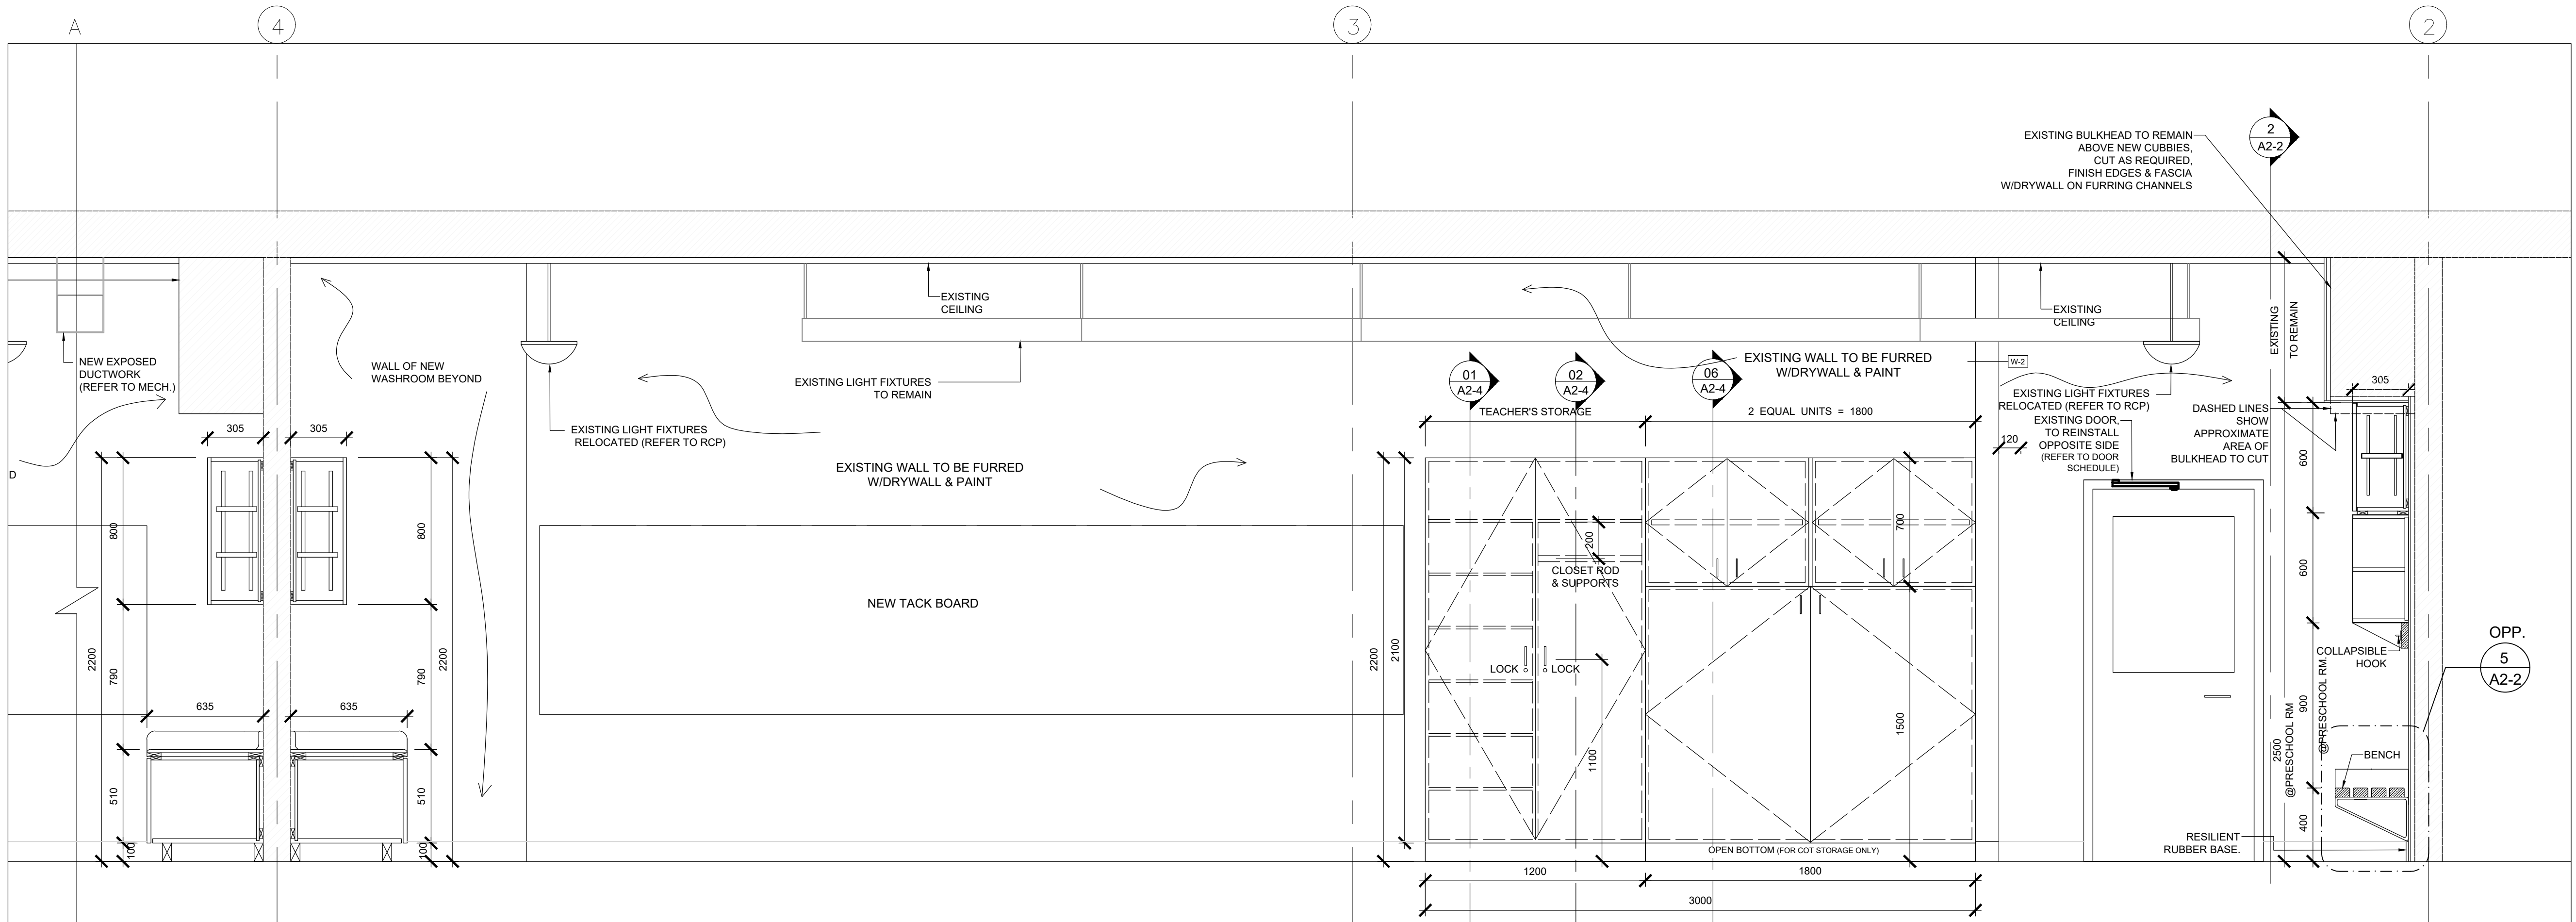 A
4
3
2
EXISTING BULKHEAD TO REMAIN
ABOVE NEW CUBBIES,
CUT AS REQUIRED,
FINISH EDGES & FASCIA
W/DRYWALL ON FURRING CHANNELS
2
A2-2
NEW EXPOSED
DUCTWORK
(REFER TO MECH.)
D
WALL OF NEW
WASHROOM BEYOND
EXISTING
CEILING
EXISTING LIGHT FIXTURES
TO REMAIN
EXISTING LIGHT FIXTURES
RELOCATED (REFER TO RCP)
EXISTING WALL TO BE FURRED
W/DRYWALL & PAINT
NEW TACK BOARD
305
305
800
790
510
100
2200
635
635
800
790
510
100
2200
01
A2-4
02
A2-4
06
A2-4
EXISTING WALL TO BE FURRED
W/DRYWALL & PAINT
W-2
TEACHER'S STORAGE
2 EQUAL UNITS = 1800
2200
2100
200
CLOSET ROD
& SUPPORTS
LOCK
LOCK
1100
700
1500
OPEN BOTTOM (FOR COT STORAGE ONLY)
1200
1800
3000
EXISTING
CEILING
EXISTING LIGHT FIXTURES
RELOCATED (REFER TO RCP)
EXISTING DOOR,
TO REINSTALL
OPPOSITE SIDE
(REFER TO DOOR
SCHEDULE)
120
DASHED LINES
SHOW
APPROXIMATE
AREA OF
BULKHEAD TO CUT
EXISTING
TO REMAIN
305
600
600
900
400
2500
@PRESCHOOL RM
@PRESCHOOL RM.
COLLAPSIBLE
HOOK
BENCH
RESILIENT
RUBBER BASE.
OPP.
5
A2-2